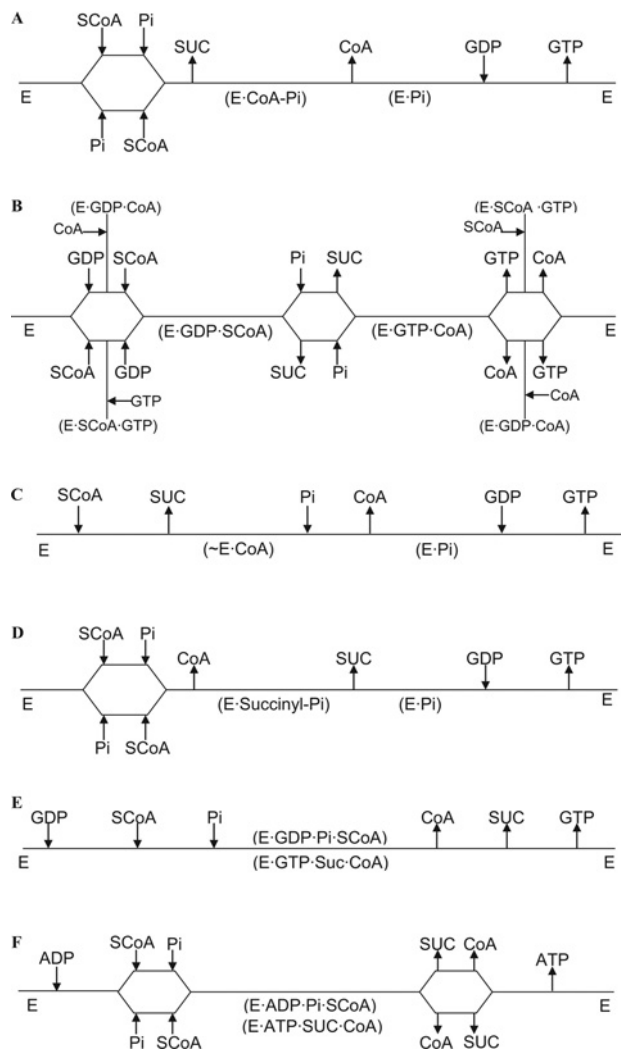 A
SCoA Pi SUC CoA GDP GTP
E (E·CoA-Pi) (E·Pi) E
Pi SCoA
B
(E·GDP·CoA) (E·SCoA ·GTP)
CoA SCoA
GDP SCoA Pi SUC GTP CoA
E (E·GDP·SCoA) (E·GTP·CoA) E
SCoA GDP SUC Pi CoA GTP
GTP CoA
(E·SCoA·GTP) (E·GDP·CoA)
C
SCoA SUC Pi CoA GDP GTP
E (~E·CoA) (E·Pi) E
D
SCoA Pi CoA SUC GDP GTP
E (E·Succinyl-Pi) (E·Pi) E
Pi SCoA
E
GDP SCoA Pi (E·GDP·Pi·SCoA) CoA SUC GTP
E (E·GTP·Suc·CoA) E
F
ADP SCoA Pi SUC CoA ATP
E (E·ADP·Pi·SCoA) E
(E·ATP·SUC·CoA)
Pi SCoA CoA SUC